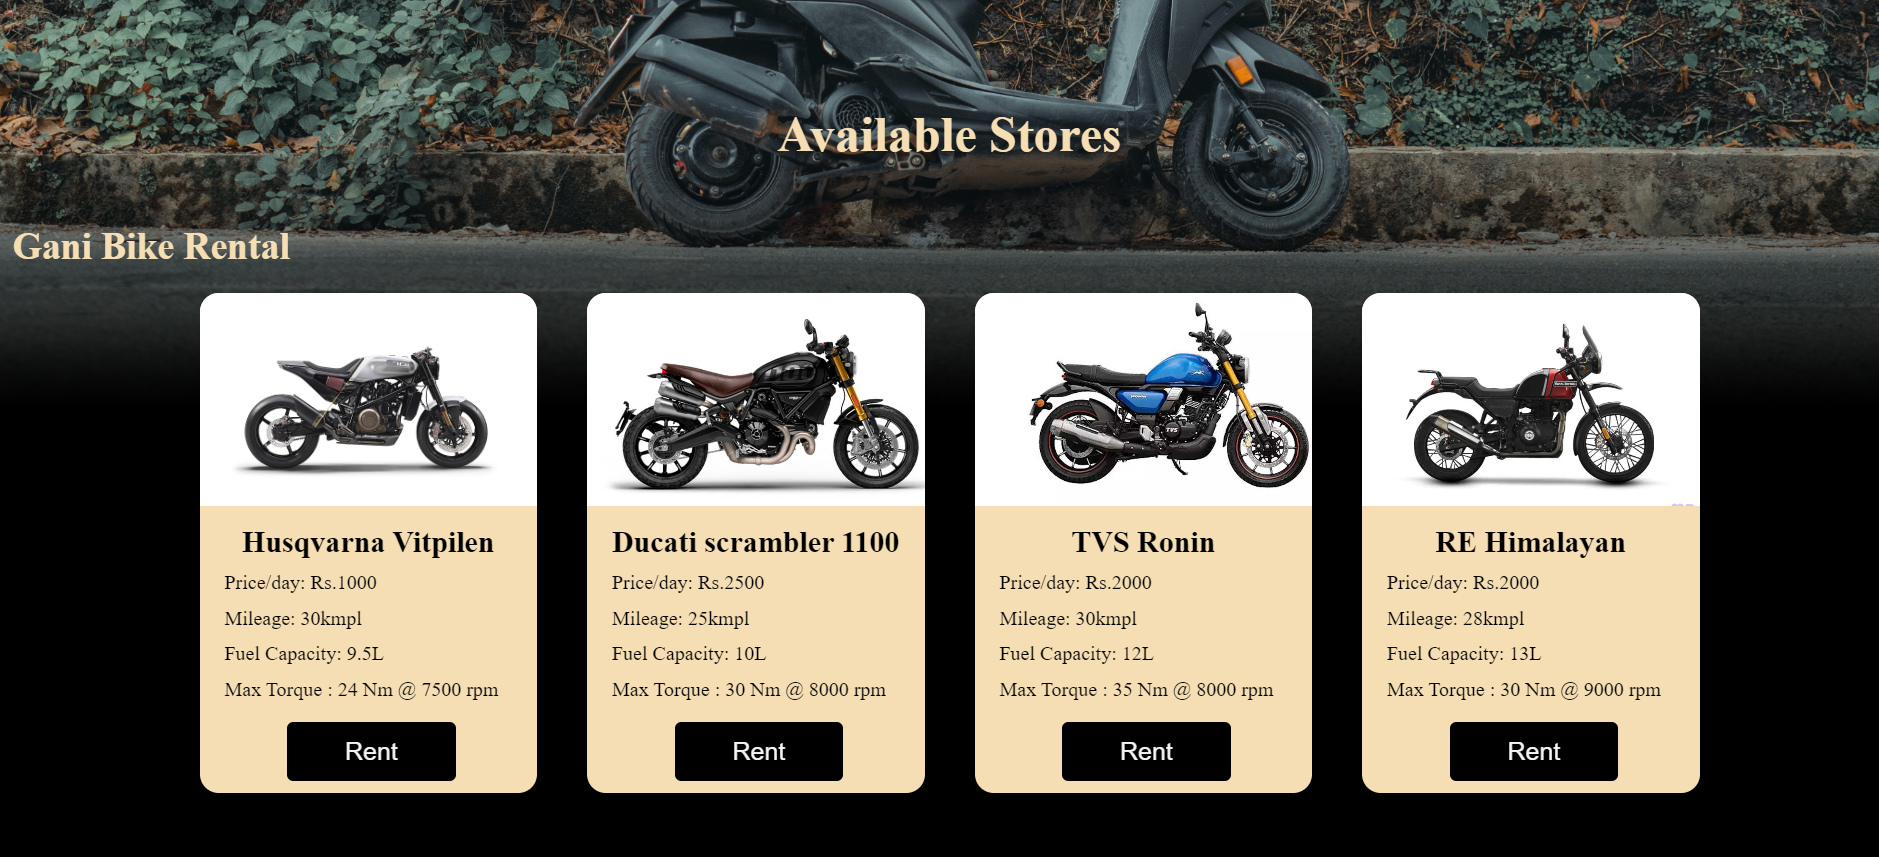 Available Stores
Gani Bike Rental
Husqvarna Vitpilen
Price/day: Rs.1000
Mileage: 30kmpl
Fuel Capacity: 9.5L
Max Torque : 24 Nm @ 7500 rpm
Rent
Ducati scrambler 1100
Price/day: Rs.2500
Mileage: 25kmpl
Fuel Capacity: 10L
Max Torque : 30 Nm @ 8000 rpm
Rent
TVS Ronin
Price/day: Rs.2000
Mileage: 30kmpl
Fuel Capacity: 12L
Max Torque : 35 Nm @ 8000 rpm
Rent
RE Himalayan
Price/day: Rs.2000
Mileage: 28kmpl
Fuel Capacity: 13L
Max Torque : 30 Nm @ 9000 rpm
Rent